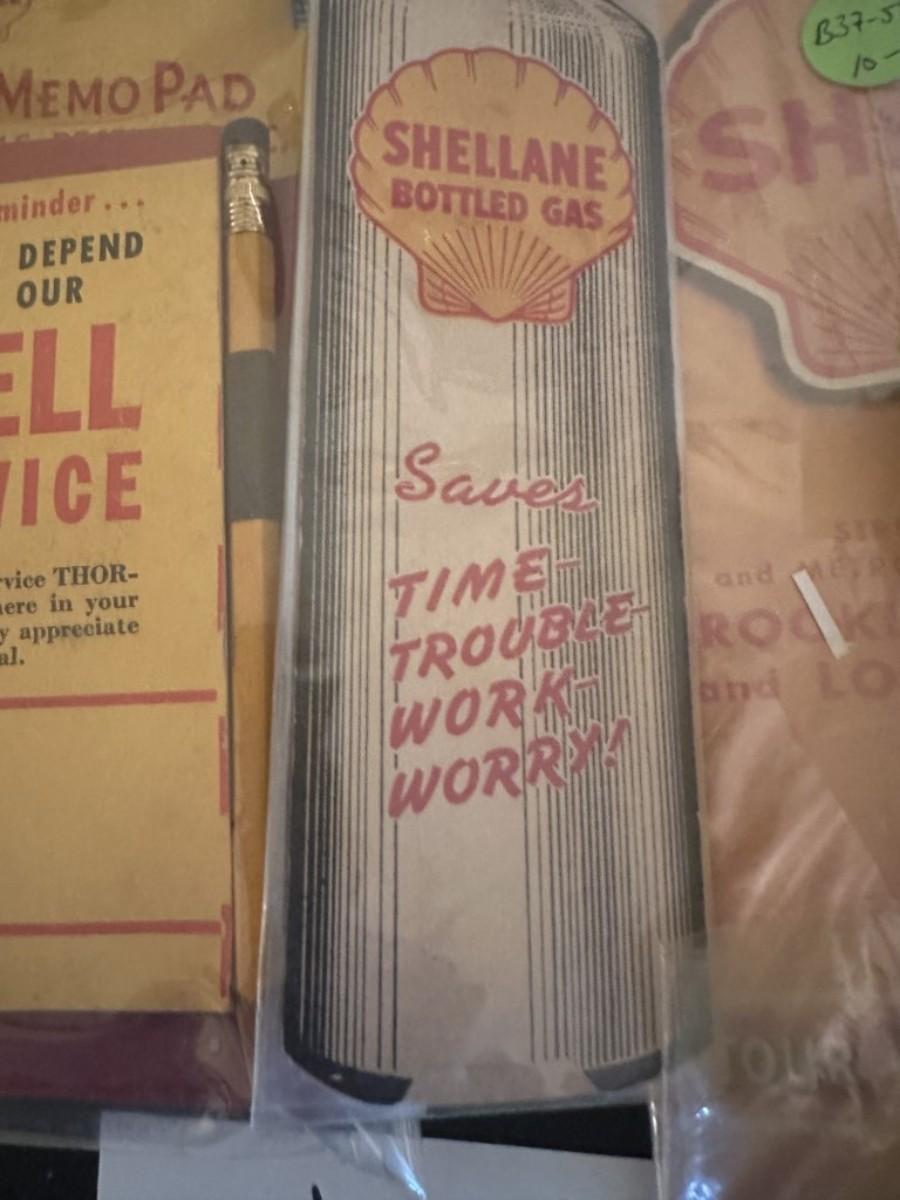 MEMO PAD
minder...
DEPEND
OUR
ELL
VICE
rvice THOR-
here in your
y appreciate
al.
SHELLANE
BOTTLED GAS
Saves
TIME-
TROUBLE-
WORK-
WORRY!
B37-5
10-
SH
and
ROCK
and LO
TOUR